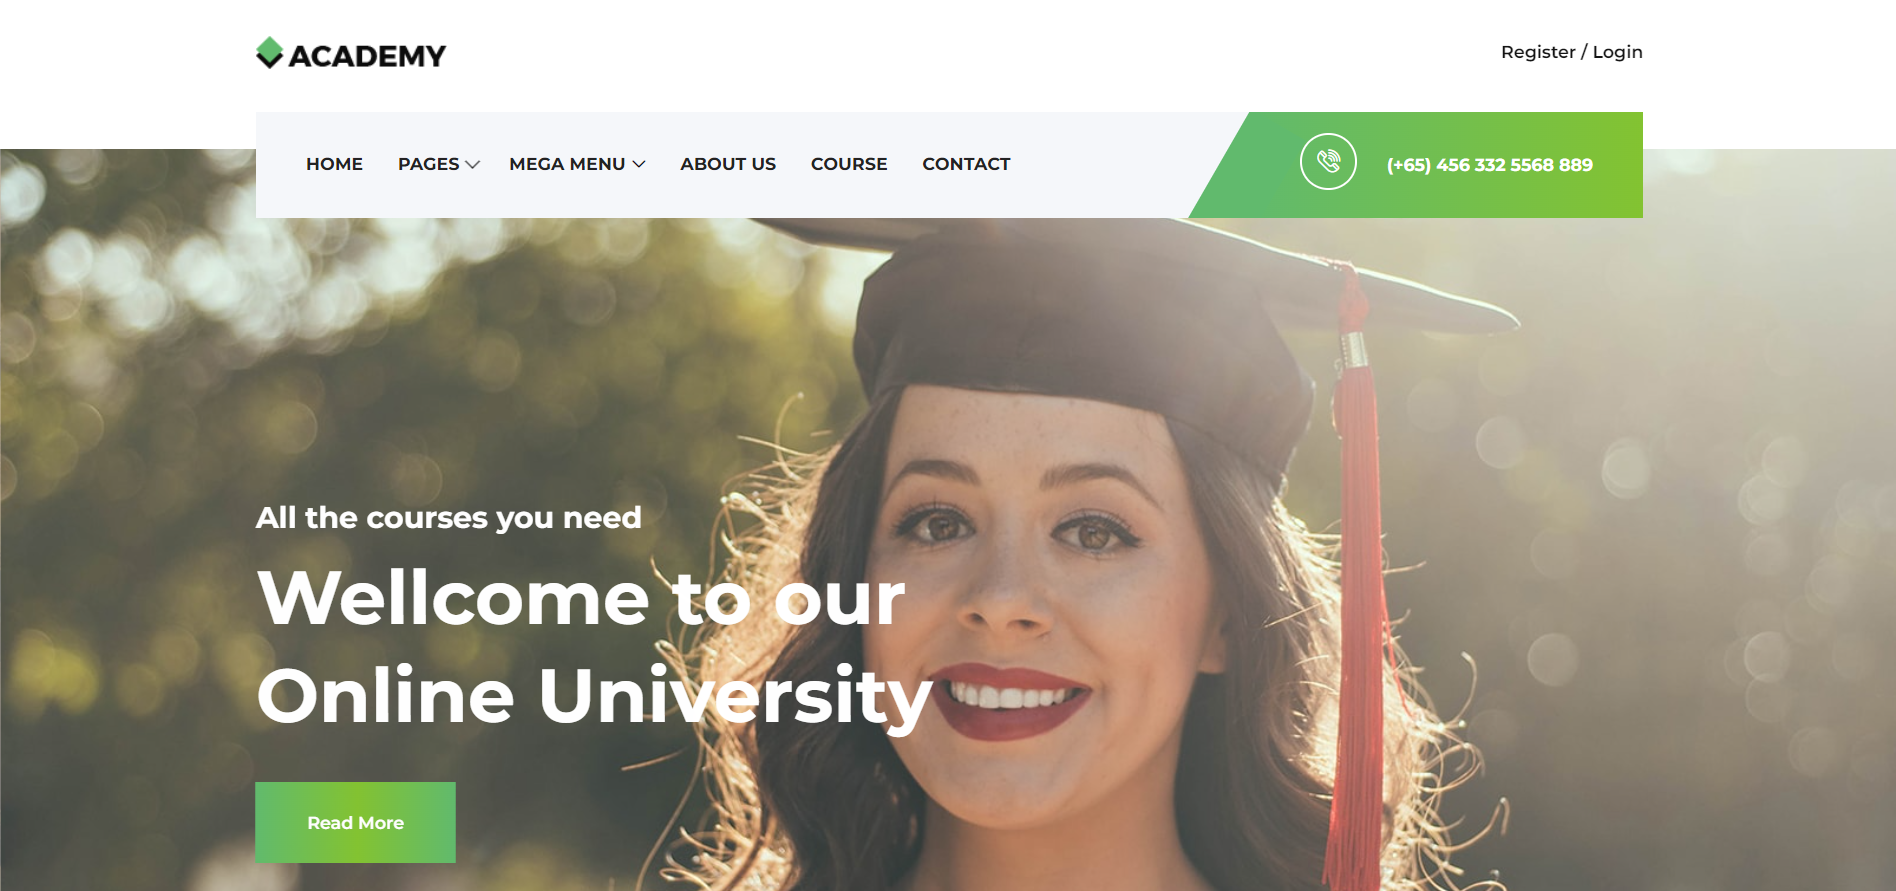 ACADEMY
Register / Login
HOME PAGES MEGA MENU ABOUT US COURSE CONTACT
(+65) 456 332 5568 889
All the courses you need
Wellcome to our
Online University
Read More